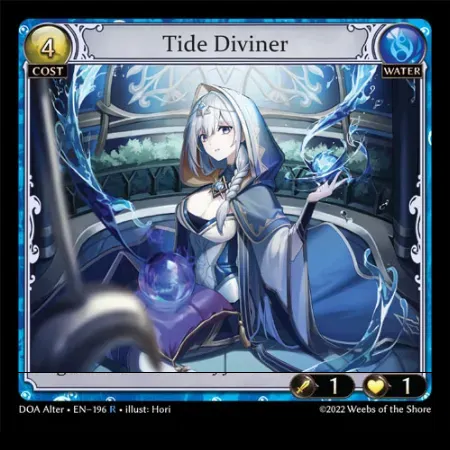 4
COST
Tide Diviner
WATER
1
1
DOA Alter • EN-196 R • illust: Hori
©2022 Weebs of the Shore